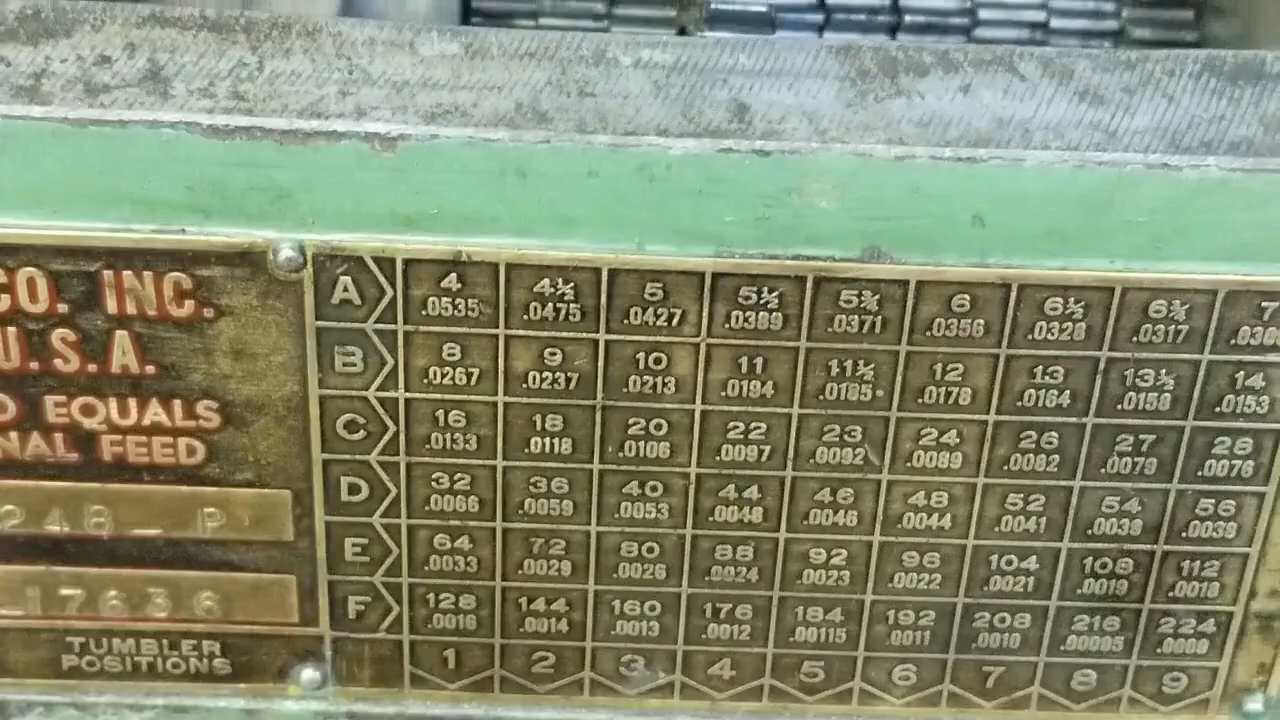 CO. INC.
U.S.A.
EQUALS
NAL FEED
248_ P
17636
TUMBLER
POSITIONS
A 4 4½ 5 5½ 5¾ 6 6½ 6¾ 7
.0535 .0475 .0427 .0389 .0371 .0356 .0328 .0317
B 8 9 10 11 11½ 12 13 13½ 14
.0267 .0237 .0213 .0194 .0185 .0178 .0164 .0158 .0153
C 16 18 20 22 23 24 26 27 28
.0133 .0118 .0106 .0097 .0092 .0089 .0082 .0079 .0076
D 32 36 40 44 46 48 52 54 56
.0066 .0059 .0053 .0048 .0046 .0044 .0041 .0039 .0038
E 64 72 80 88 92 96 104 108 112
.0033 .0029 .0026 .0024 .0023 .0022 .0021 .0019 .0018
F 128 144 160 176 184 192 208 216 224
.0016 .0014 .0013 .0012 .00115 .0011 .0010 .00095 .0009
1 2 3 4 5 6 7 8 9